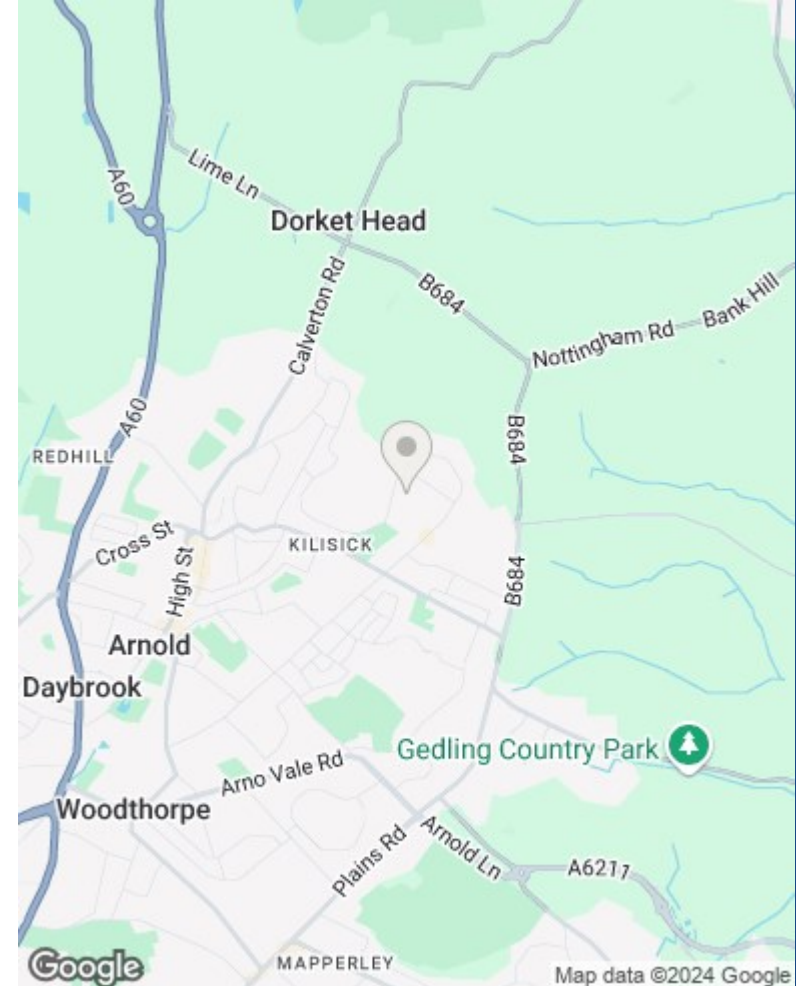 A60
Lime Ln
Dorket Head
Calverton Rd
B684
Nottingham Rd
Bank Hill
A60
REDHILL
B684
Cross St
KILISICK
High St
B684
Arnold
Daybrook
Gedling Country Park
Arno Vale Rd
Woodthorpe
Plains Rd
Arnold Ln
A6211
MAPPERLEY
Google
Map data ©2024 Google